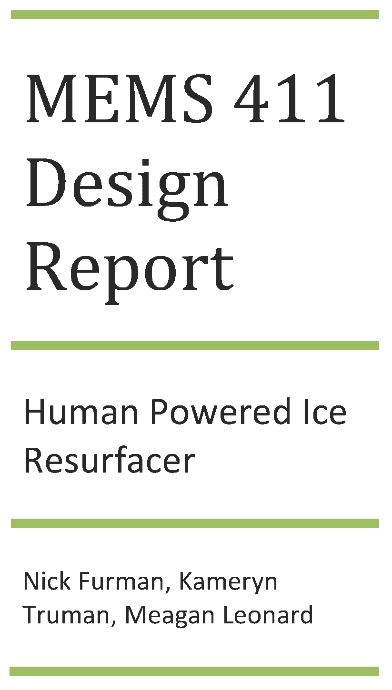 MEMS 411
Design
Report
Human Powered Ice
Resurfacer
Nick Furman, Kameryn
Truman, Meagan Leonard